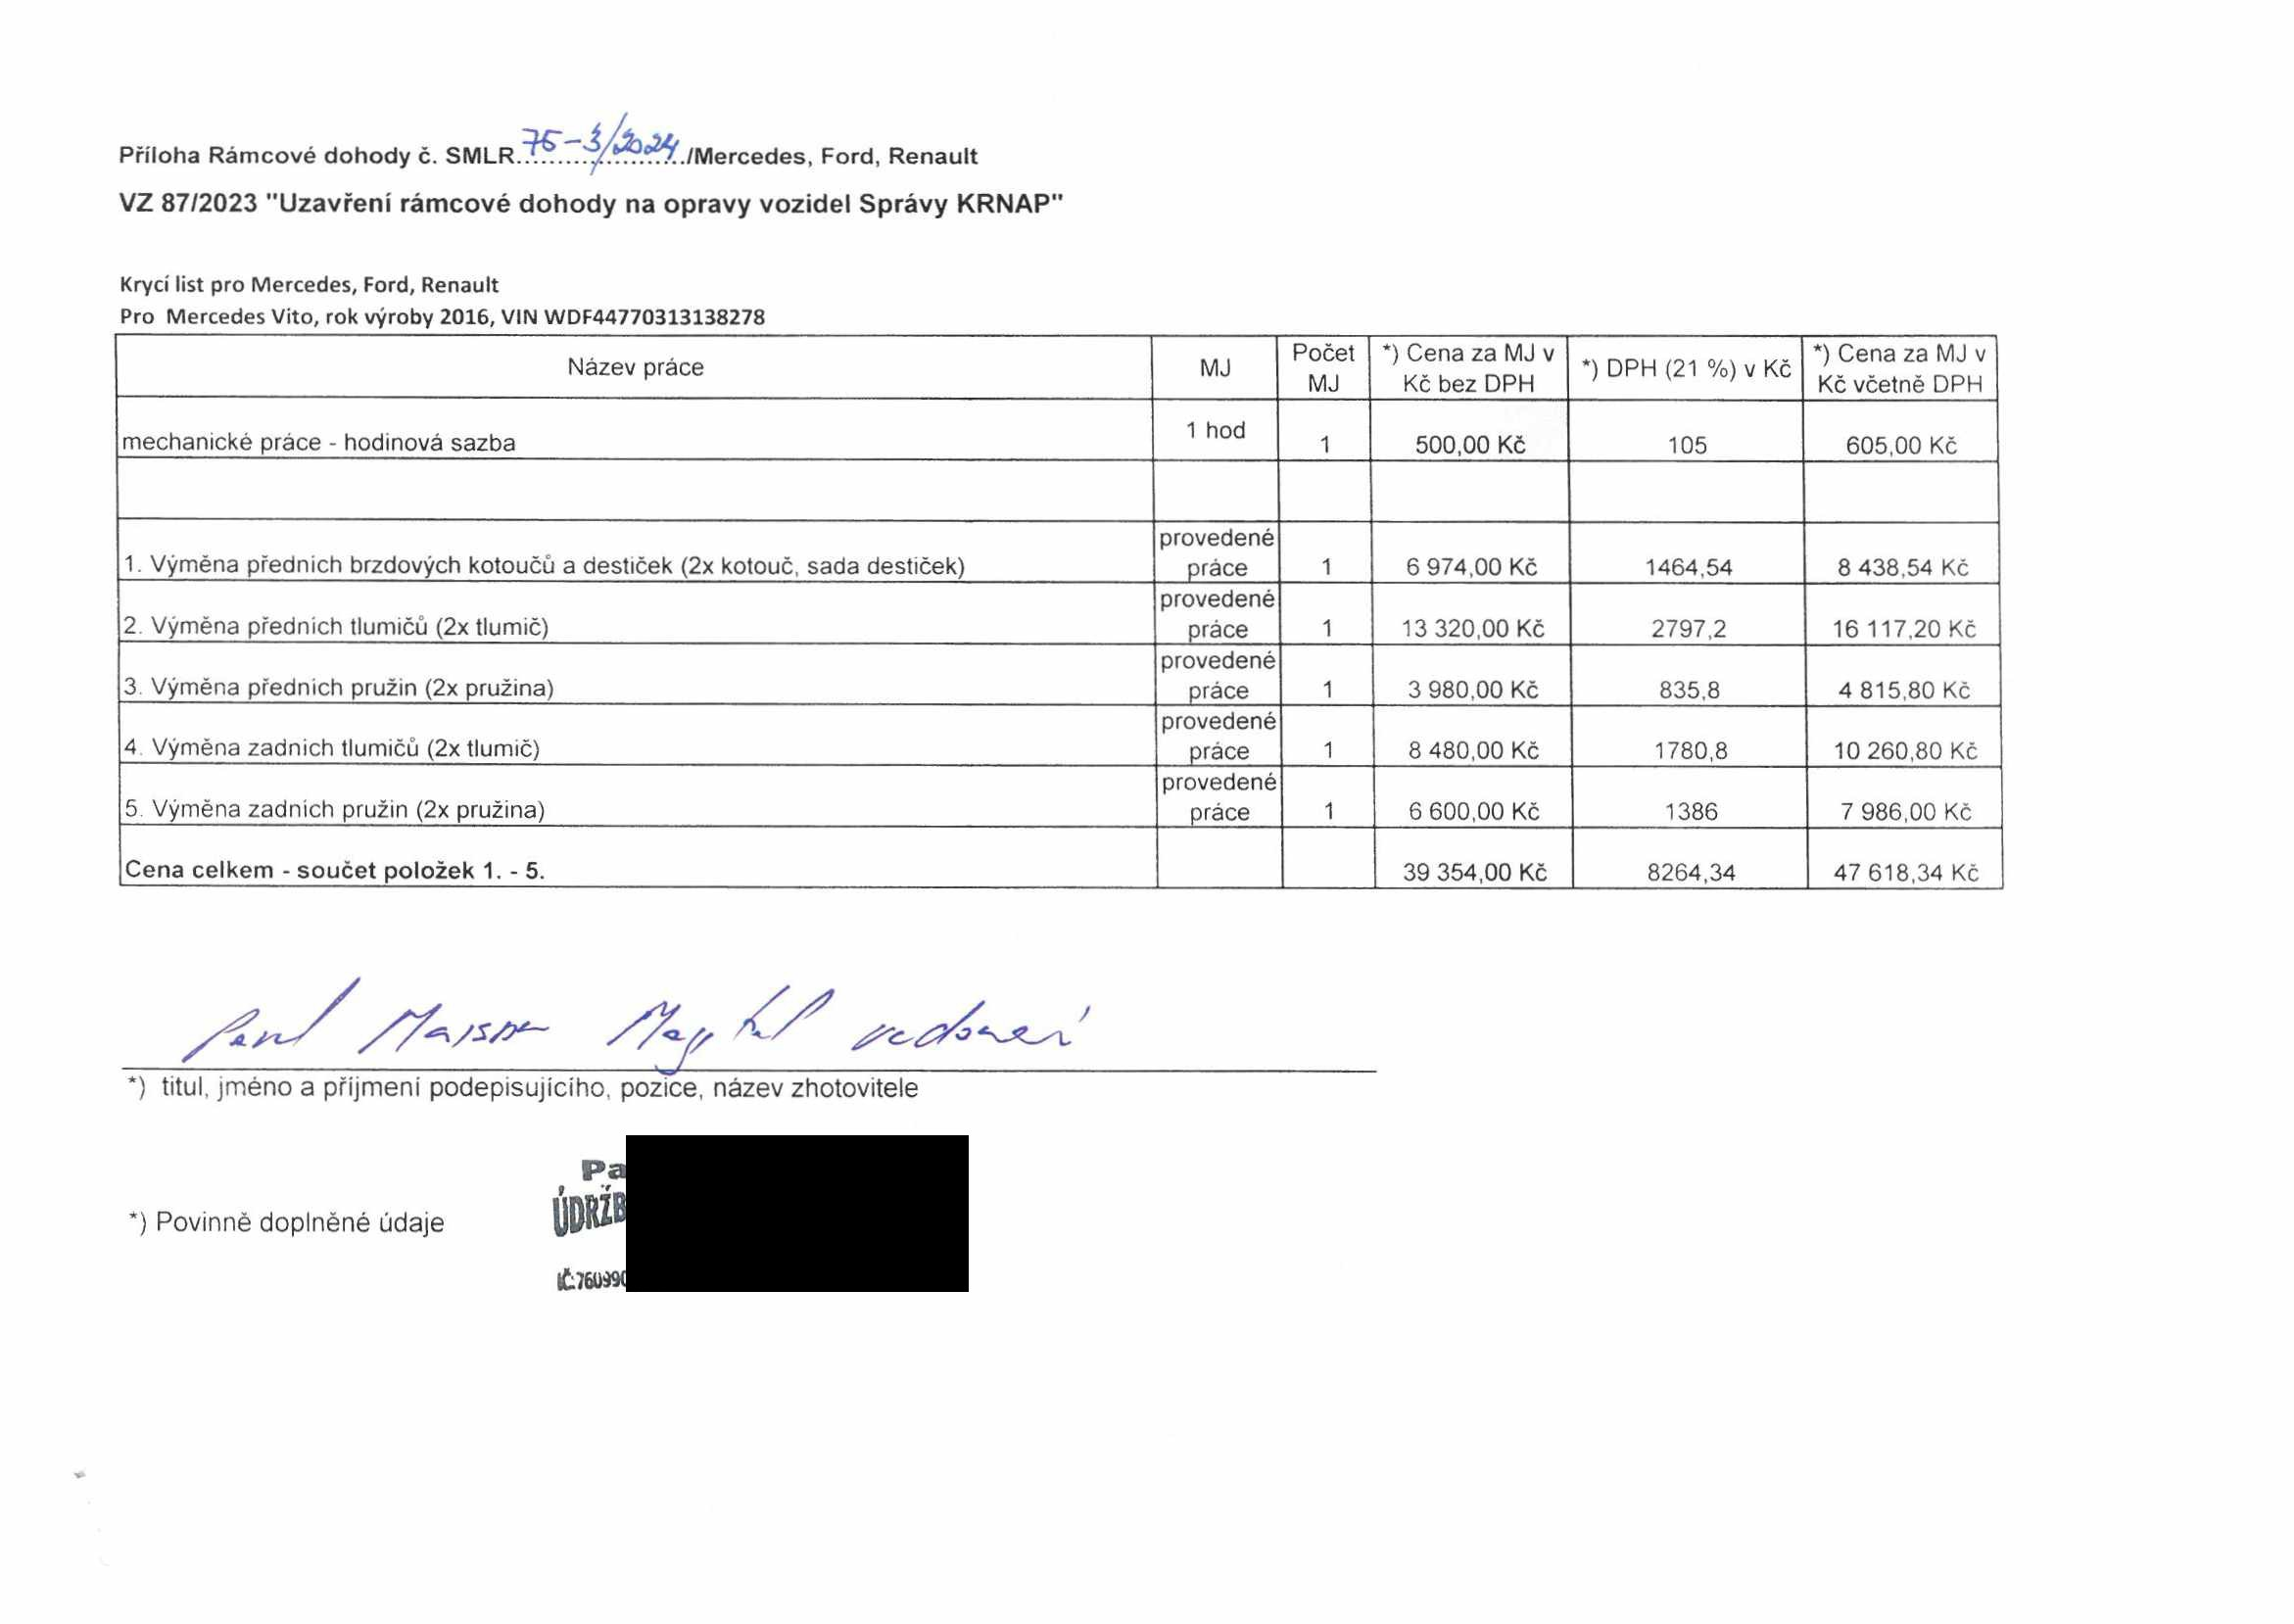 Příloha Rámcové dohody č. SMLR 75-3/2024 /Mercedes, Ford, Renault
VZ 87/2023 "Uzavření rámcové dohody na opravy vozidel Správy KRNAP"
Krycí list pro Mercedes, Ford, Renault
Pro Mercedes Vito, rok výroby 2016, VIN WDF44770313138278
Název práce MJ Počet MJ *) Cena za MJ v Kč bez DPH *) DPH (21 %) v Kč *) Cena za MJ v Kč včetně DPH
mechanické práce - hodinová sazba 1 hod 1 500,00 Kč 105 605,00 Kč
1. Výměna předních brzdových kotoučů a destiček (2x kotouč, sada destiček) provedené práce 1 6 974,00 Kč 1464,54 8 438,54 Kč
2. Výměna předních tlumičů (2x tlumič) provedené práce 1 13 320,00 Kč 2797,2 16 117,20 Kč
3. Výměna předních pružin (2x pružina) provedené práce 1 3 980,00 Kč 835,8 4 815,80 Kč
4. Výměna zadních tlumičů (2x tlumič) provedené práce 1 8 480,00 Kč 1780,8 10 260,80 Kč
5. Výměna zadních pružin (2x pružina) provedené práce 1 6 600,00 Kč 1386 7 986,00 Kč
Cena celkem - součet položek 1. - 5. 39 354,00 Kč 8264,34 47 618,34 Kč
*) titul, jméno a příjmení podepisujícího, pozice, název zhotovitele
Pa
ÚDRŽB
*) Povinně doplněné údaje
IČ:760990